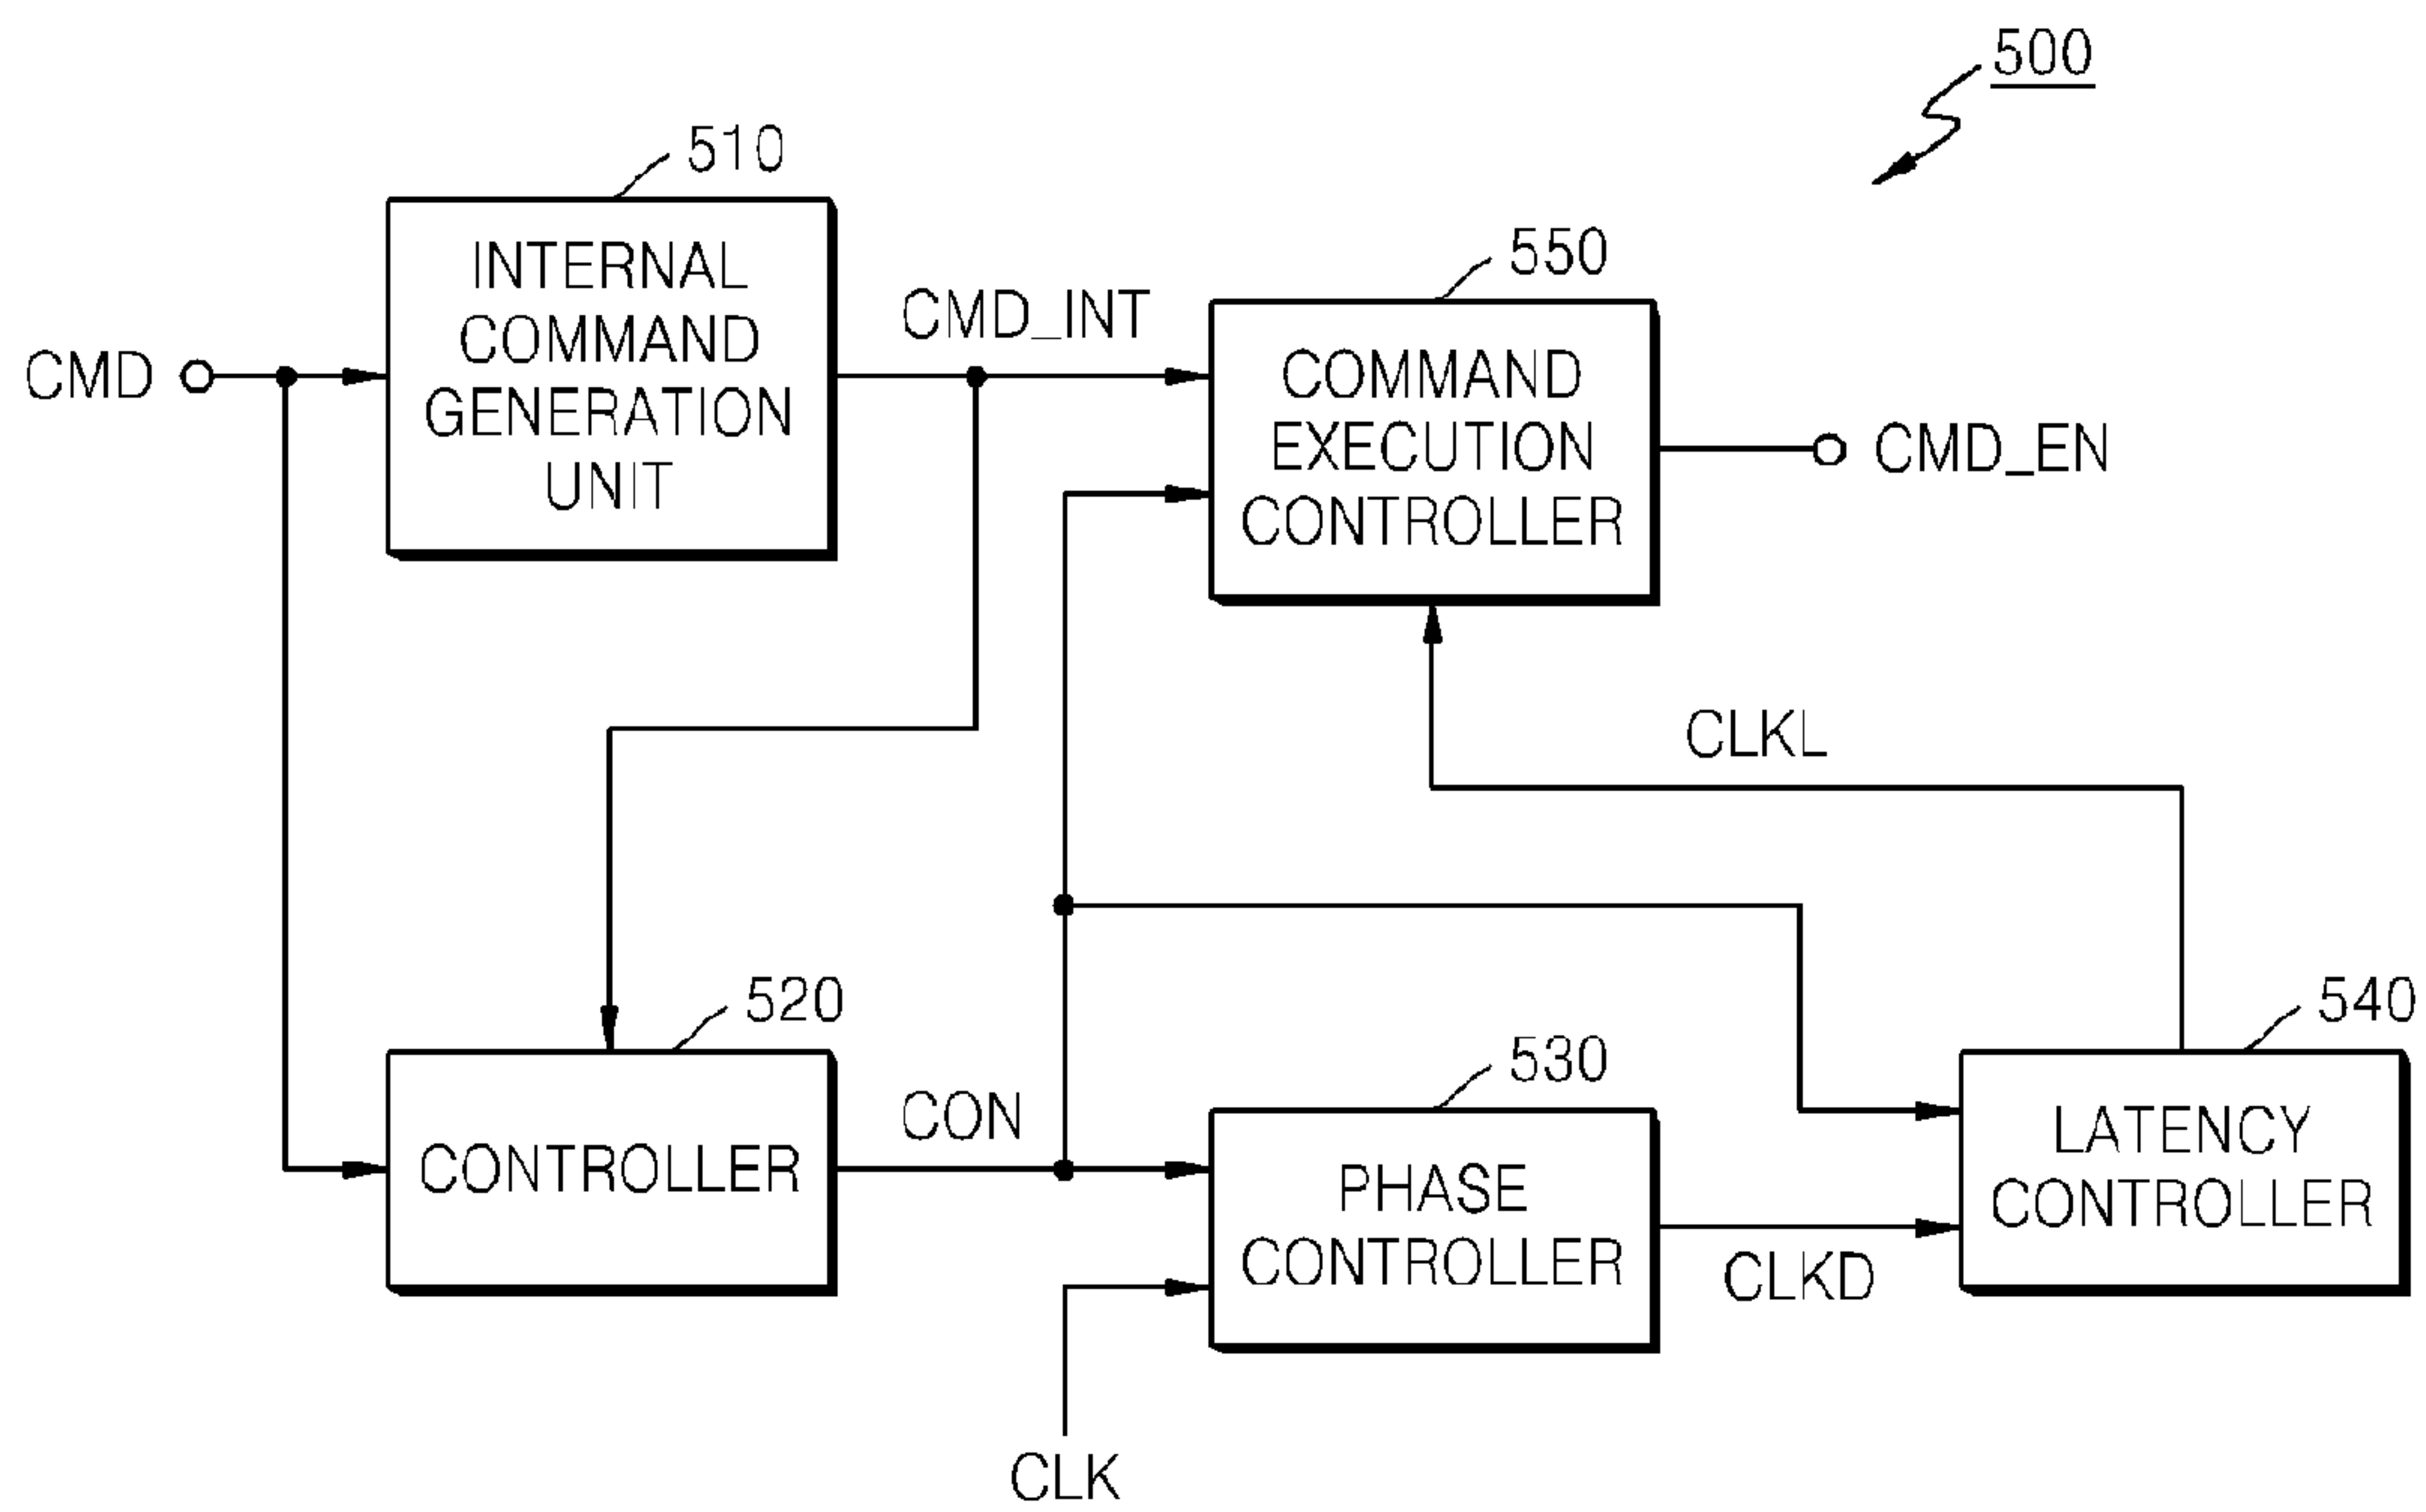 500
510
INTERNAL
COMMAND
GENERATION
UNIT
CMD
CMD_INT
550
COMMAND
EXECUTION
CONTROLLER
CMD_EN
CLKL
520
CONTROLLER
CON
530
PHASE
CONTROLLER
CLK
CLKD
540
LATENCY
CONTROLLER